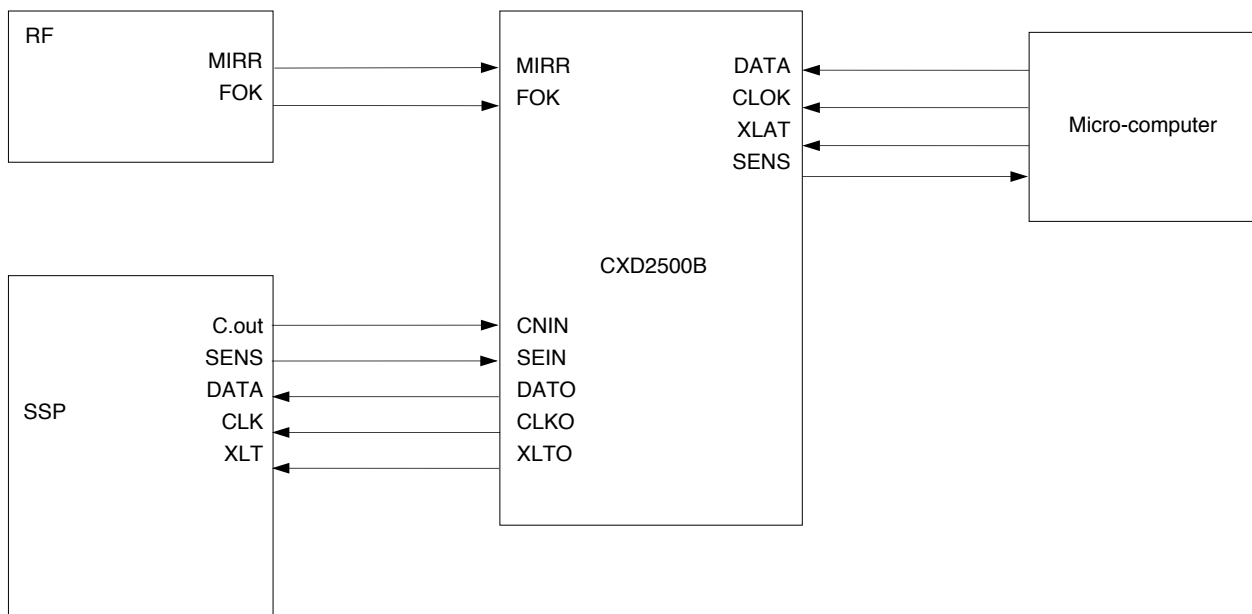 RF
MIRR
FOK
MIRR
FOK
DATA
CLOK
XLAT
SENS
Micro-computer
CXD2500B
SSP
C.out
SENS
DATA
CLK
XLT
CNIN
SEIN
DATO
CLKO
XLTO